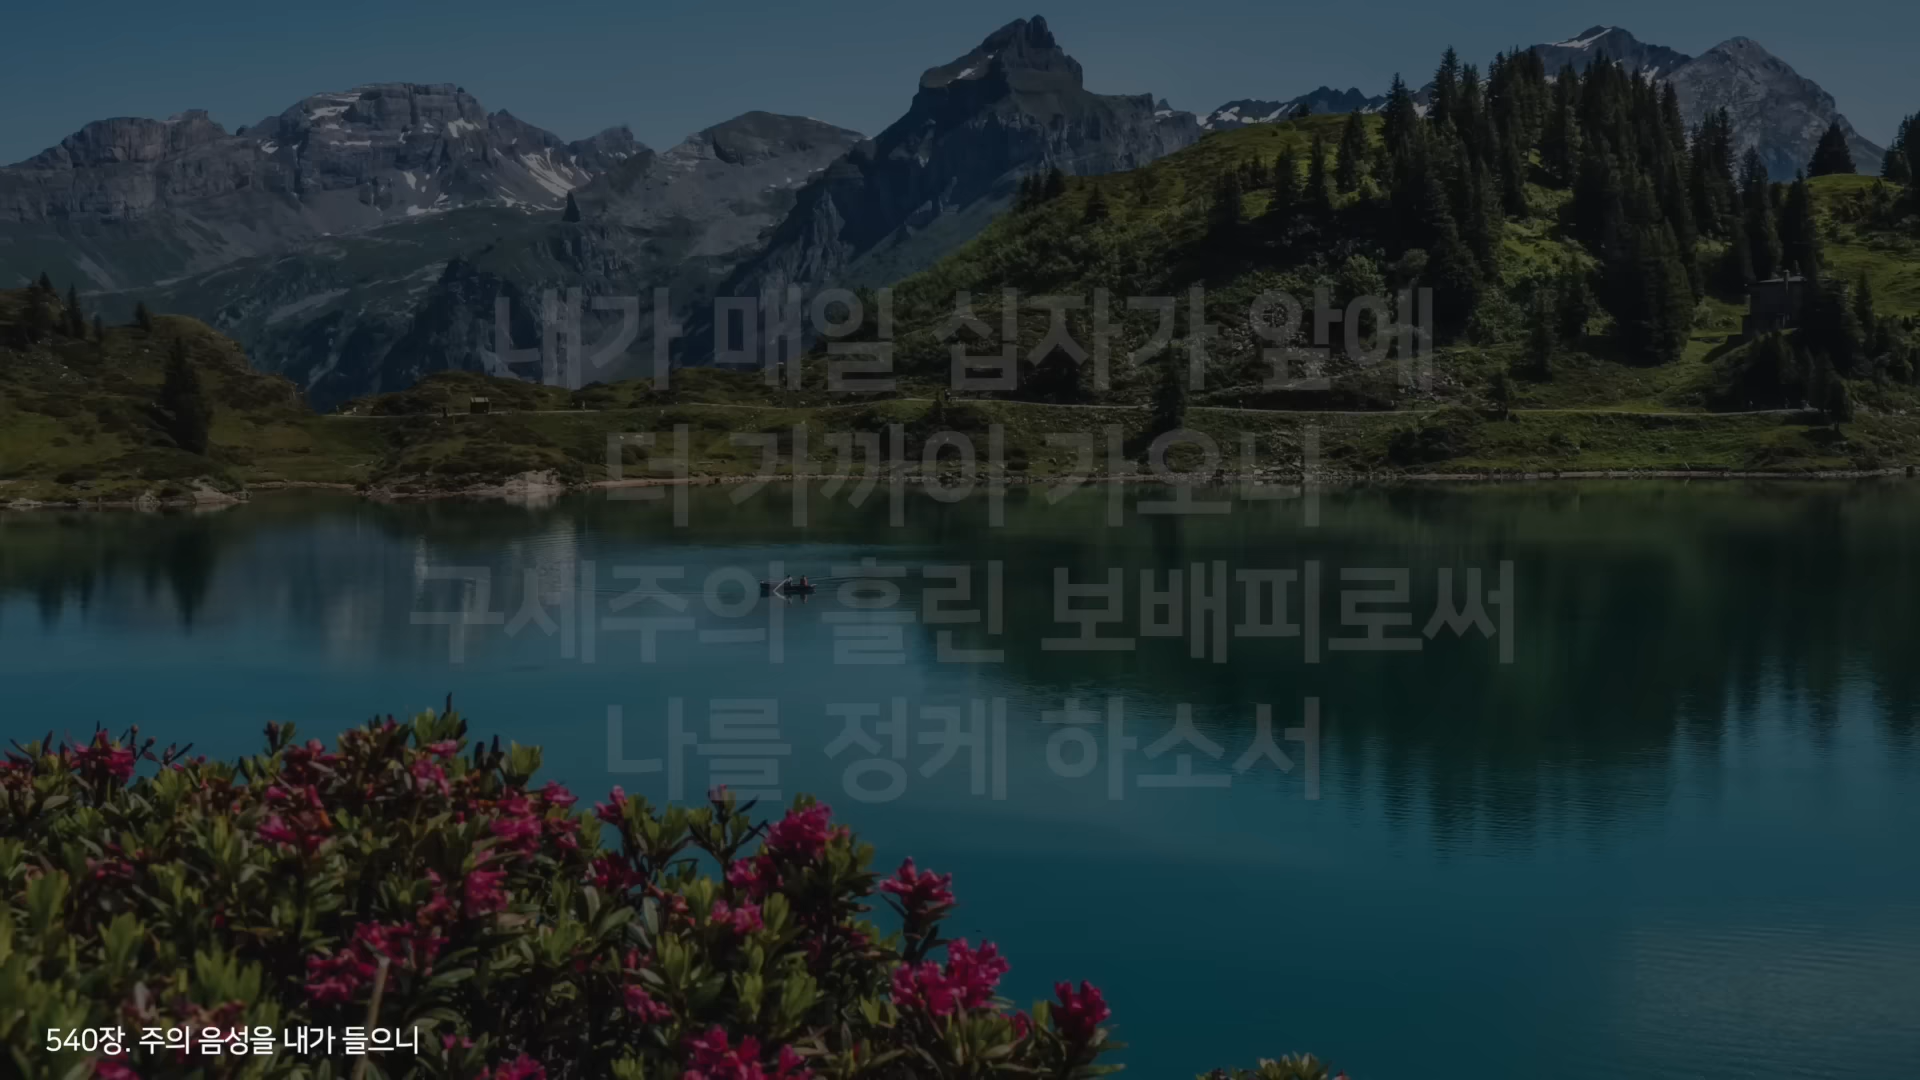 내가 매일 십자가 앞에
더 가까이 가오니
구세주의 흘린 보배피로써
나를 정케 하소서
540장. 주의 음성을 내가 들으니